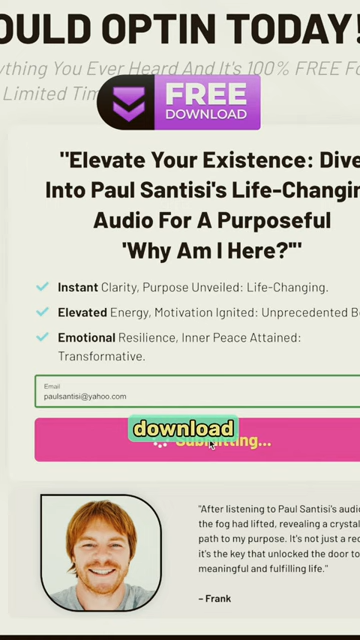 OULD OPTIN TODAY!
ything You Ever Heard And It's 100% FREE Fo
Limited Tim
FREE
DOWNLOAD
"Elevate Your Existence: Dive
Into Paul Santisi's Life-Changin
Audio For A Purposeful
'Why Am I Here?'"
Instant Clarity, Purpose Unveiled: Life-Changing.
Elevated Energy, Motivation Ignited: Unprecedented B
Emotional Resilience, Inner Peace Attained:
Transformative.
Email
paulsantisi@yahoo.com
download
Submitting...
"After listening to Paul Santisi's audio
the fog had lifted, revealing a crystal
path to my purpose. It's not just a rec
it's the key that unlocked the door to
meaningful and fulfilling life."
– Frank